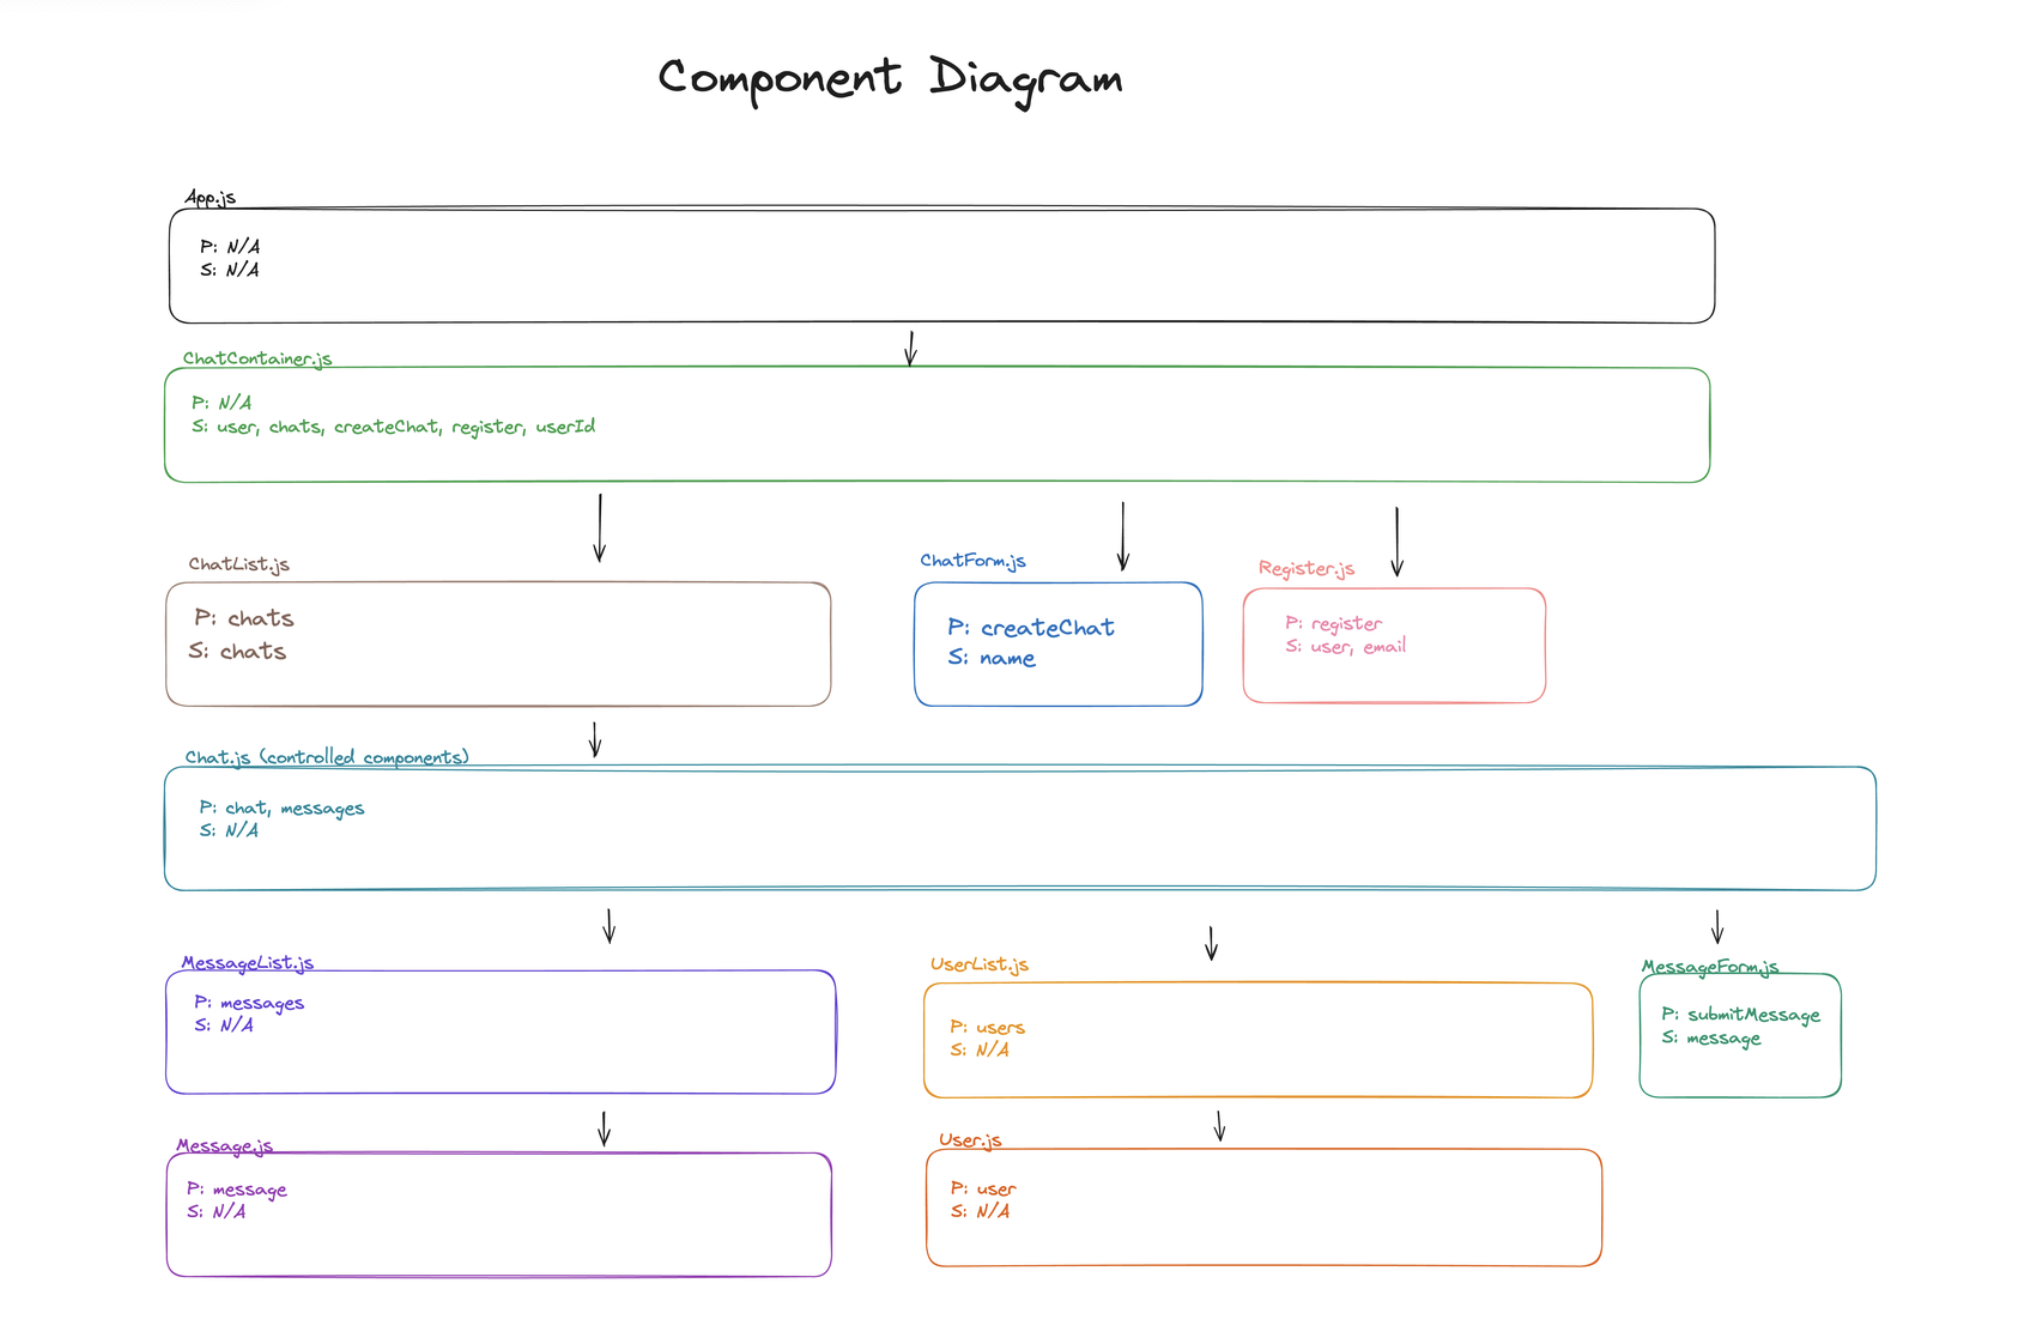 Component Diagram
App.js
P: N/A
S: N/A
ChatContainer.js
P: N/A
S: user, chats, createChat, register, userId
ChatList.js
P: chats
S: chats
ChatForm.js
P: createChat
S: name
Register.js
P: register
S: user, email
Chat.js (controlled components)
P: chat, messages
S: N/A
MessageList.js
P: messages
S: N/A
UserList.js
P: users
S: N/A
MessageForm.js
P: submitMessage
S: message
Message.js
P: message
S: N/A
User.js
P: user
S: N/A